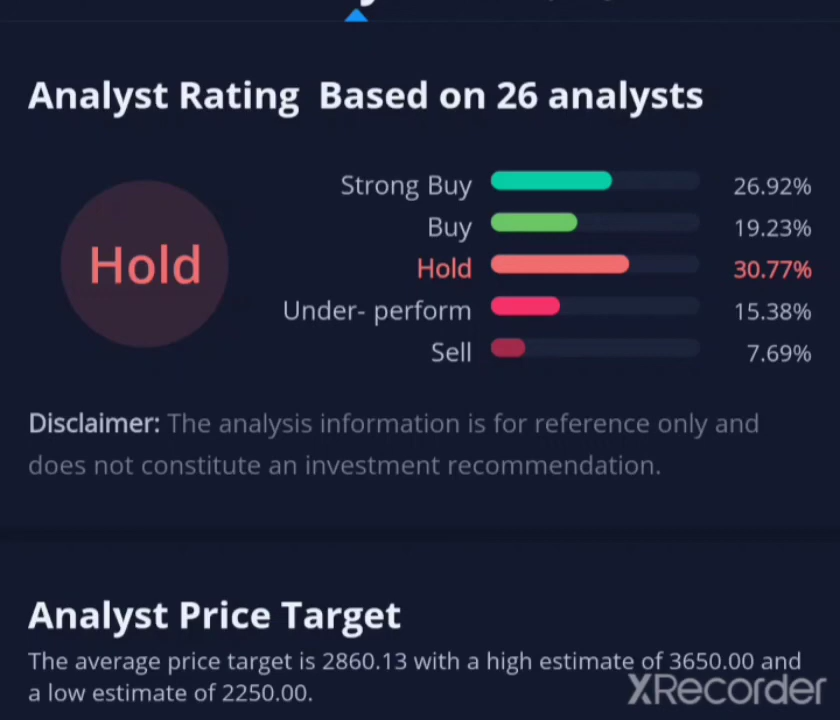 Analyst Rating Based on 26 analysts
Strong Buy 26.92%
Buy 19.23%
Hold
Hold 30.77%
Under- perform 15.38%
Sell 7.69%
Disclaimer: The analysis information is for reference only and
does not constitute an investment recommendation.
Analyst Price Target
The average price target is 2860.13 with a high estimate of 3650.00 and
a low estimate of 2250.00.
XRecorder